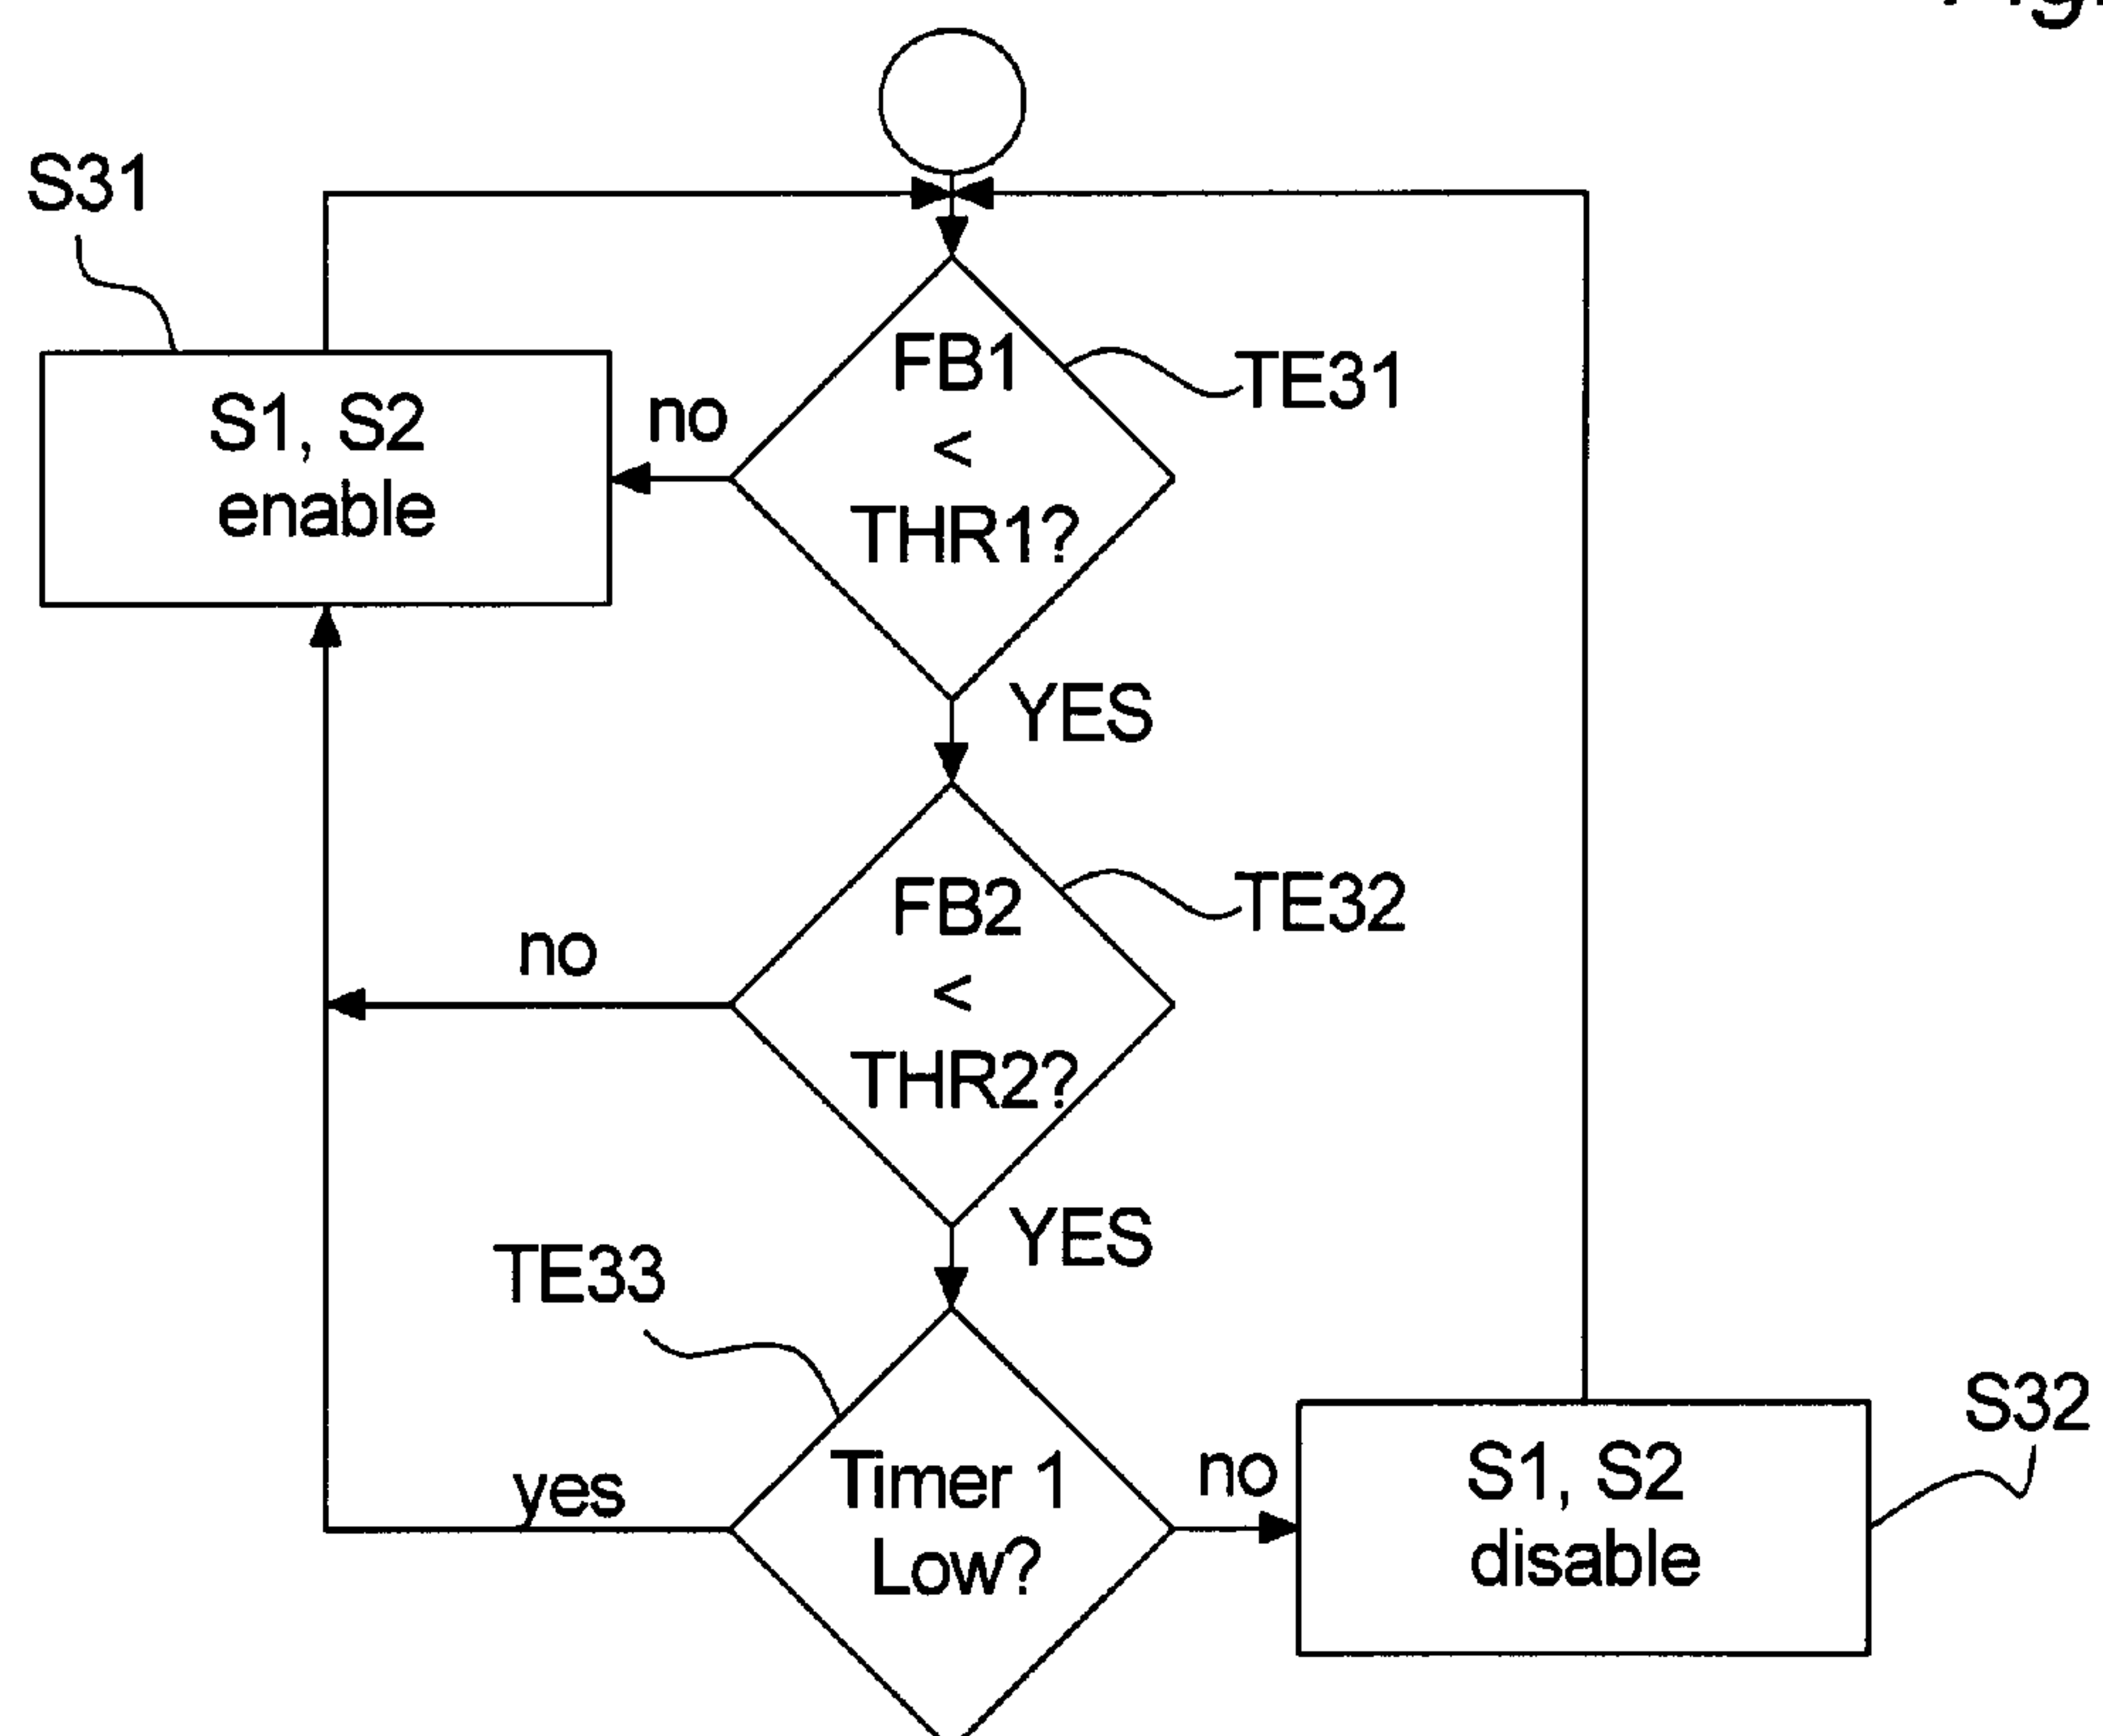 S31
S1, S2
enable
no
FB1
<
THR1?
TE31
YES
FB2
<
THR2?
TE32
no
YES
TE33
Timer 1
Low?
yes
no
S1, S2
disable
S32